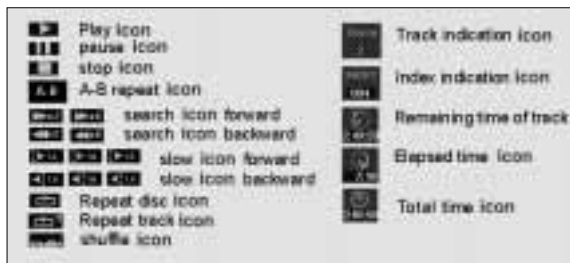 Play icon
pause icon
stop icon
A-B repeat icon
search icon forward
search icon backward
slow icon forward
slow icon backward
Repeat disc icon
Repeat track icon
shuffle icon
Track indication icon
Index indication icon
Remaining time of track
Elapsed time icon
Total time icon